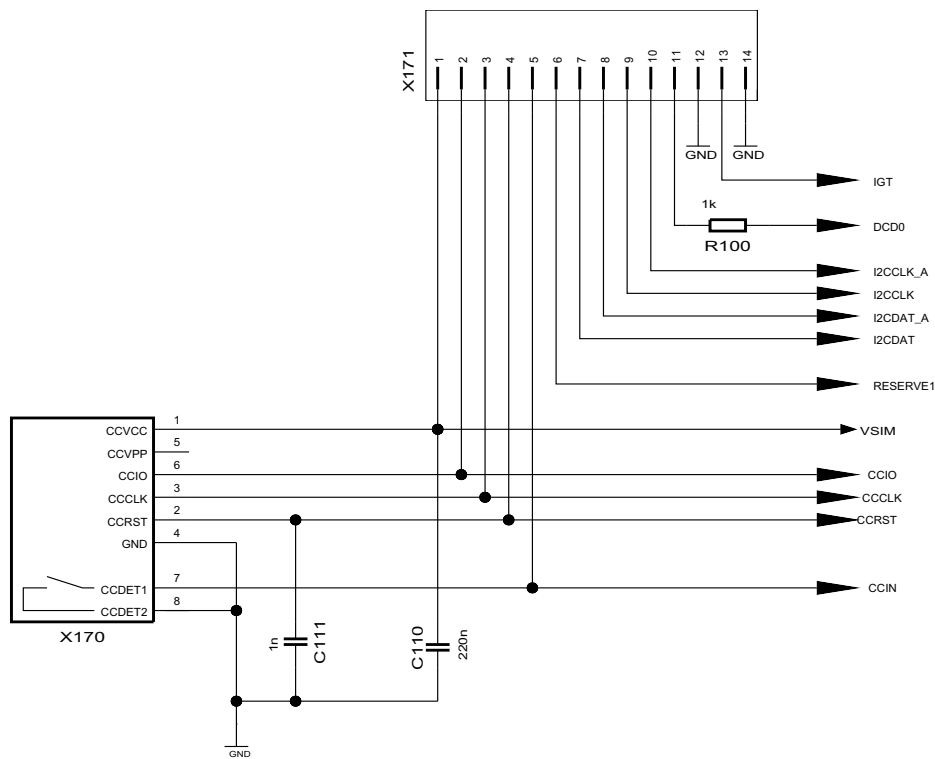 X171
1 2 3 4 5 6 7 8 9 10 11 12 13 14
GND GND
IGT
1k
R100
DCD0
I2CCLK_A
I2CCLK
I2CDAT_A
I2CDAT
RESERVE1
CCVCC 1 VSIM
CCVPP 5
CCIO 6 CCIO
CCCLK 3 CCCLK
CCRST 2 CCRST
GND 4
CCDET1 7 CCIN
CCDET2 8
X170
1n
C111
C110
220n
GND